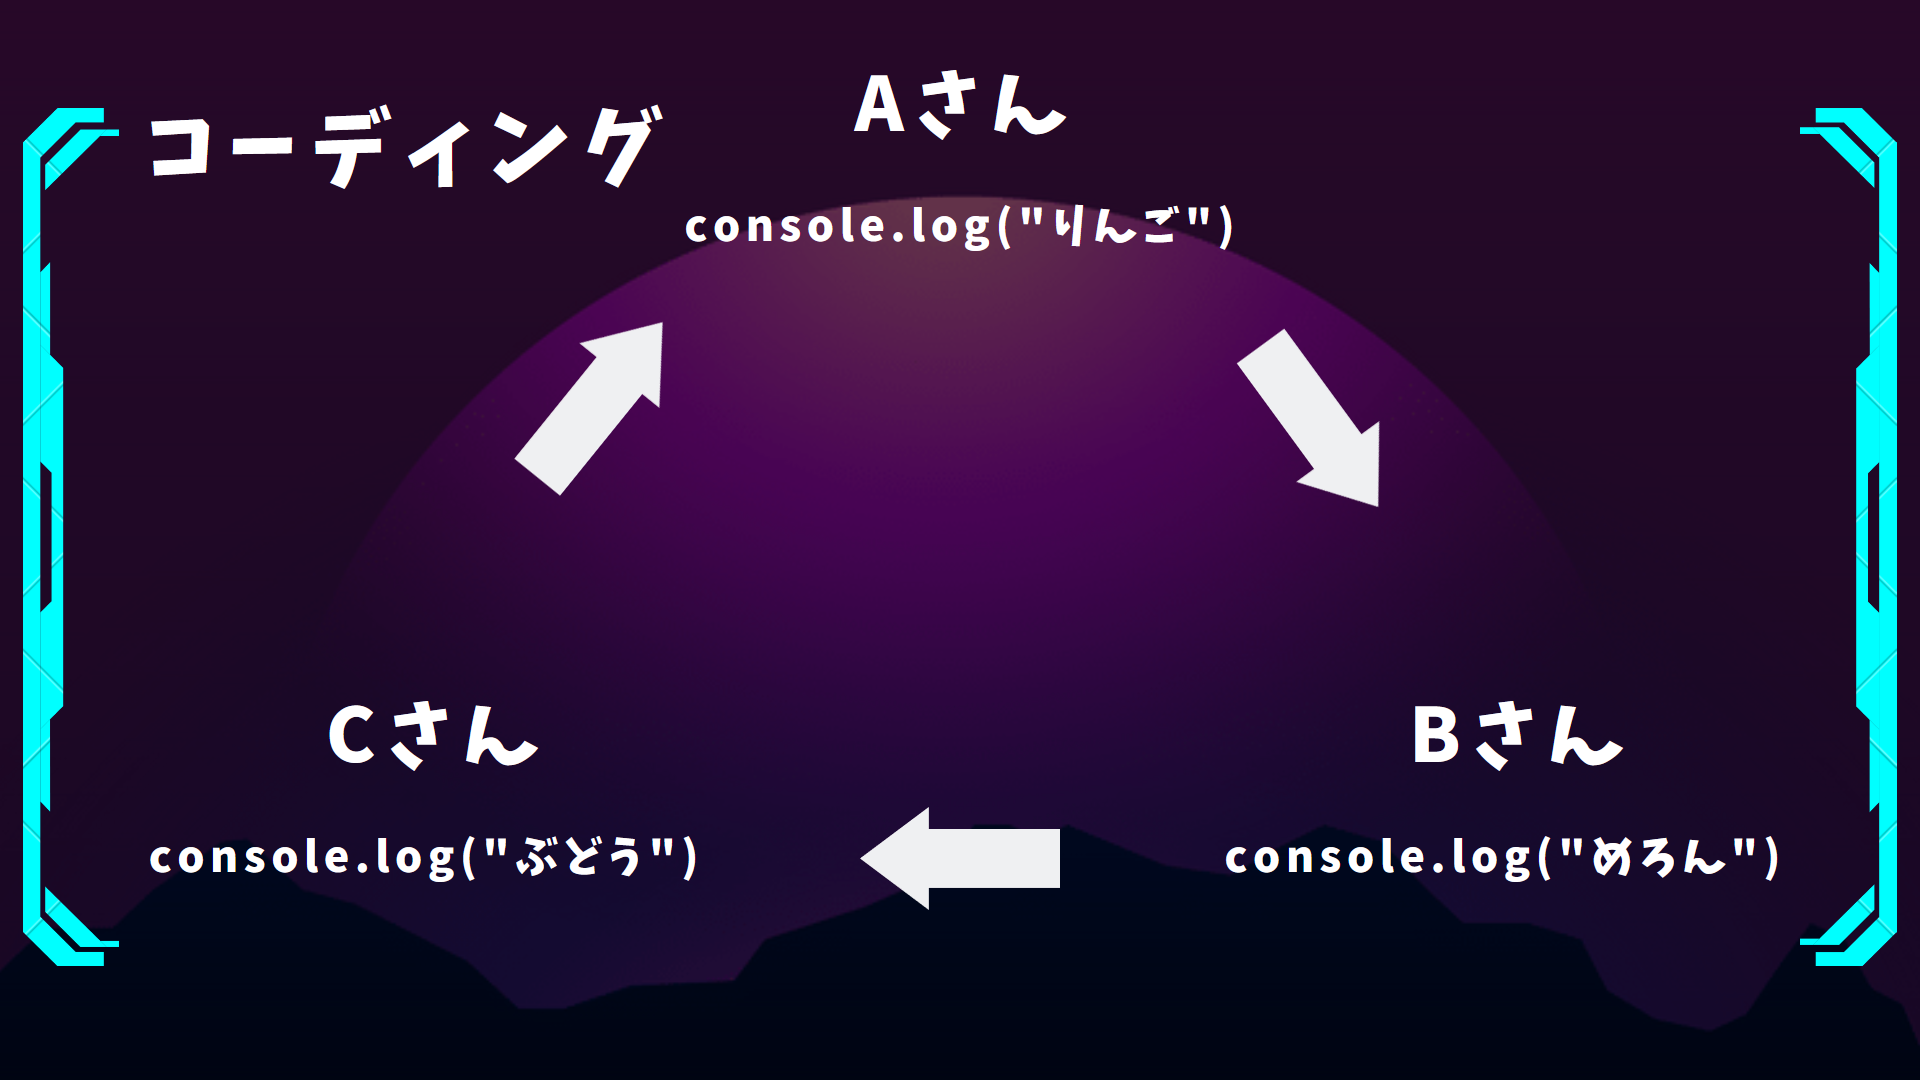 コーディング
Aさん
console.log("りんご")
Cさん
console.log("ぶどう")
Bさん
console.log("めろん")